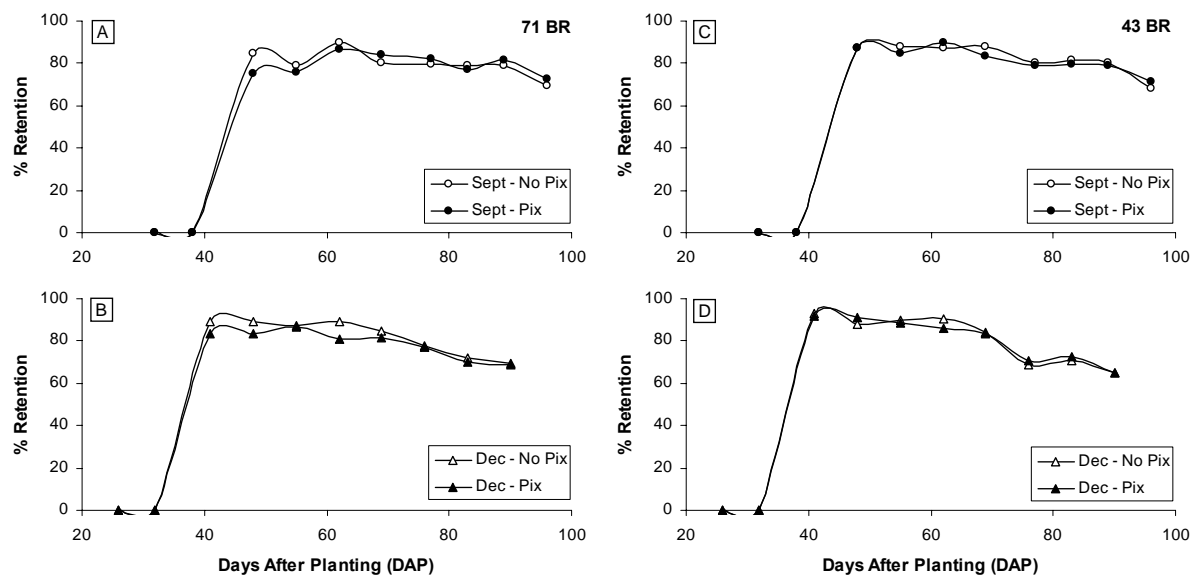 A
71 BR
% Retention
100
80
60
40
20
0
Sept - No Pix
Sept - Pix
20 40 60 80 100
C
43 BR
% Retention
100
80
60
40
20
0
Sept - No Pix
Sept - Pix
20 40 60 80 100
B
% Retention
100
80
60
40
20
0
Dec - No Pix
Dec - Pix
20 40 60 80 100
Days After Planting (DAP)
D
% Retention
100
80
60
40
20
0
Dec - No Pix
Dec - Pix
20 40 60 80 100
Days After Planting (DAP)